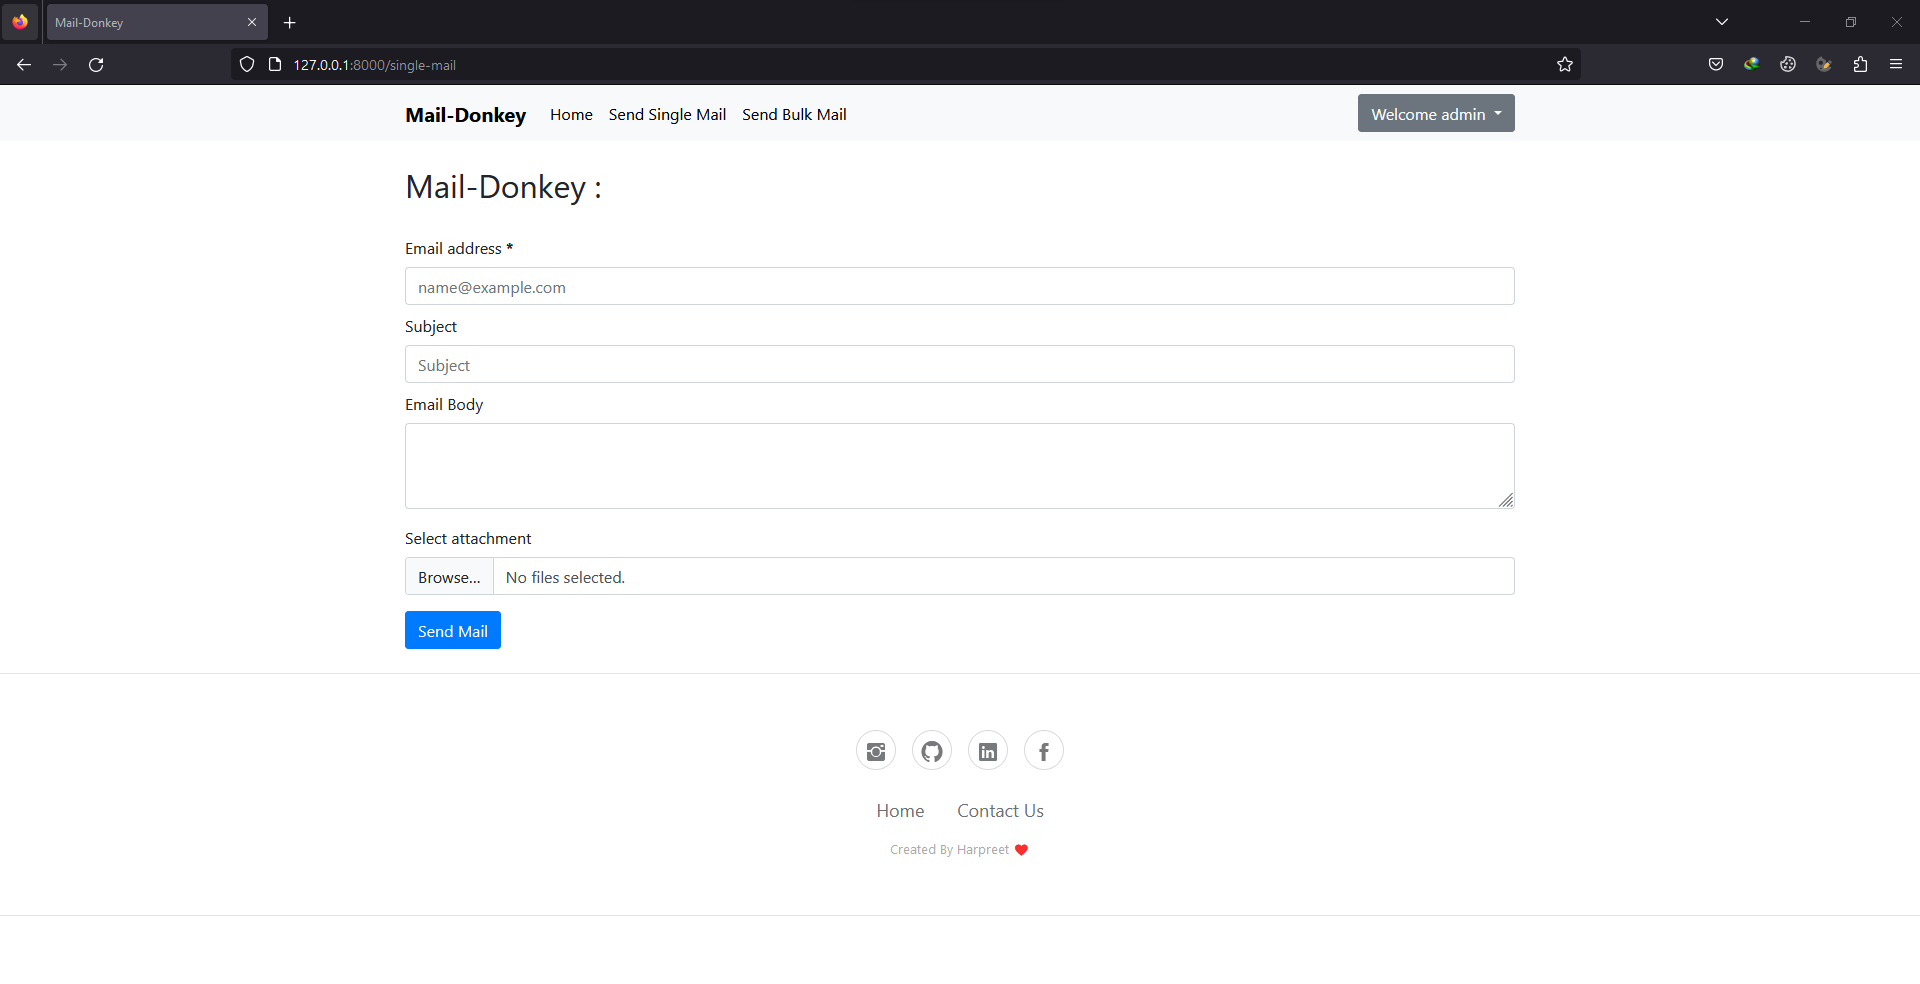 Mail-Donkey
127.0.0.1:8000/single-mail
Mail-Donkey Home Send Single Mail Send Bulk Mail Welcome admin
Mail-Donkey :
Email address *
name@example.com
Subject
Subject
Email Body
Select attachment
Browse... No files selected.
Send Mail
Home Contact Us
Created By Harpreet ❤